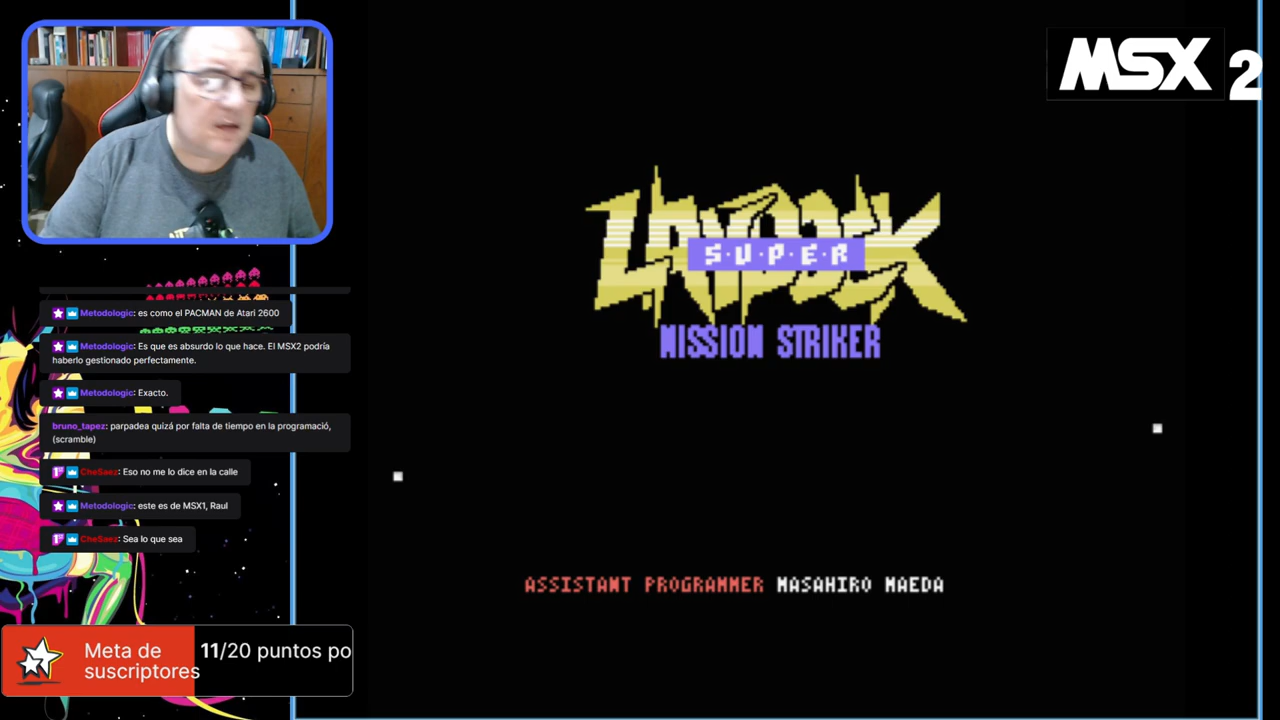 MSX 2
LAYDOCK
S·U·P·E·R
MISSION STRIKER
Metodologic: es como el PACMAN de Atari 2600
Metodologic: Es que es absurdo lo que hace. El MSX2 podría
haberlo gestionado perfectamente.
Metodologic: Exacto.
bruno_tapez: parpadea quizá por falta de tiempo en la programació,
(scramble)
CheSaez: Eso no me lo dice en la calle
Metodologic: este es de MSX1, Raul
CheSaez: Sea lo que sea
ASSISTANT PROGRAMMER MASAHIRO MAEDA
Meta de
suscriptores
11/20 puntos po